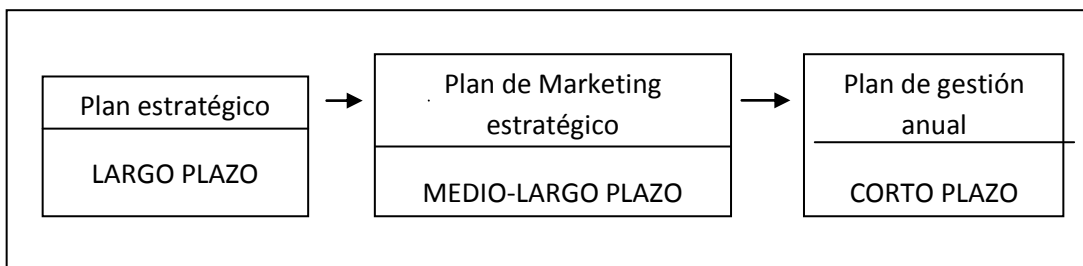 Plan estratégico
LARGO PLAZO
Plan de Marketing
estratégico
MEDIO-LARGO PLAZO
Plan de gestión
anual
CORTO PLAZO